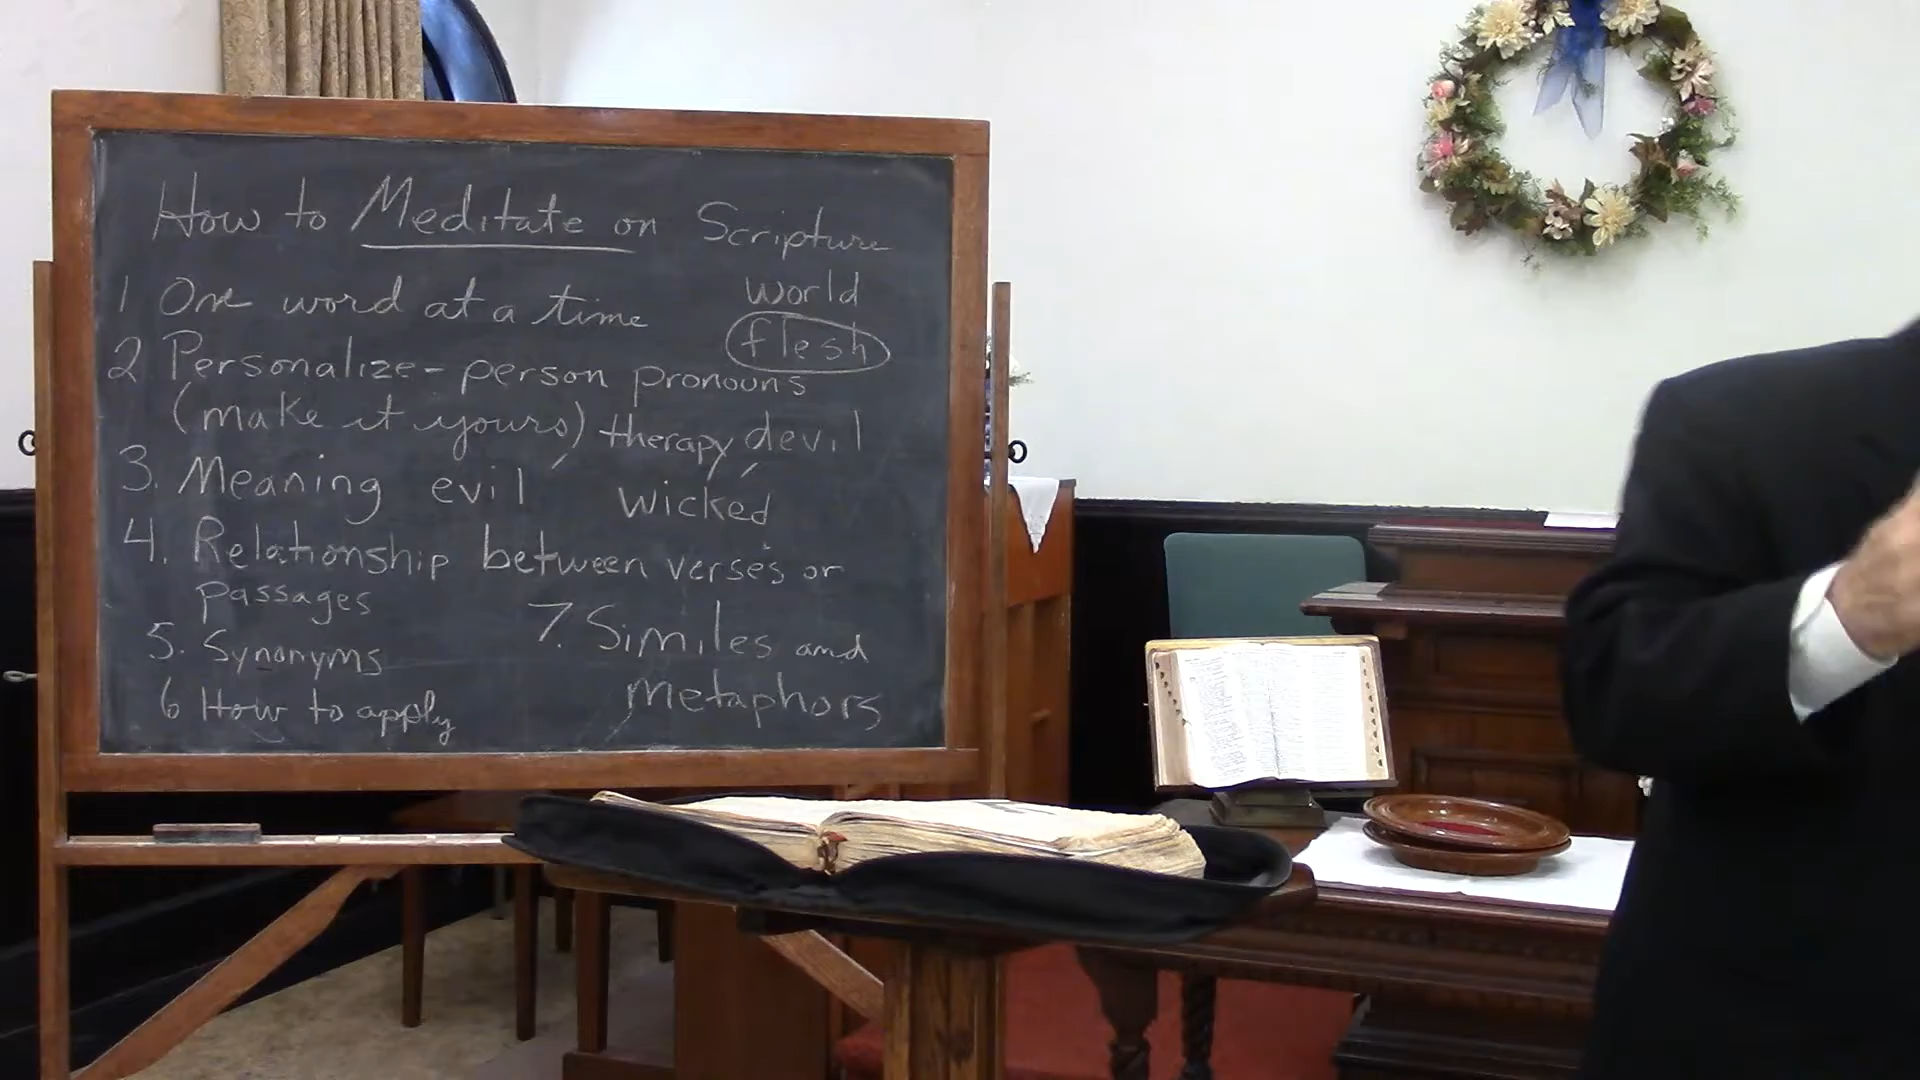 How to Meditate on Scripture
1 One word at a time
world
flesh
2 Personalize - person pronouns
(make it yours) therapy devil
3. Meaning evil wicked
4. Relationship between verses or
passages
5. Synonyms
6 How to apply
7. Similes and
metaphors